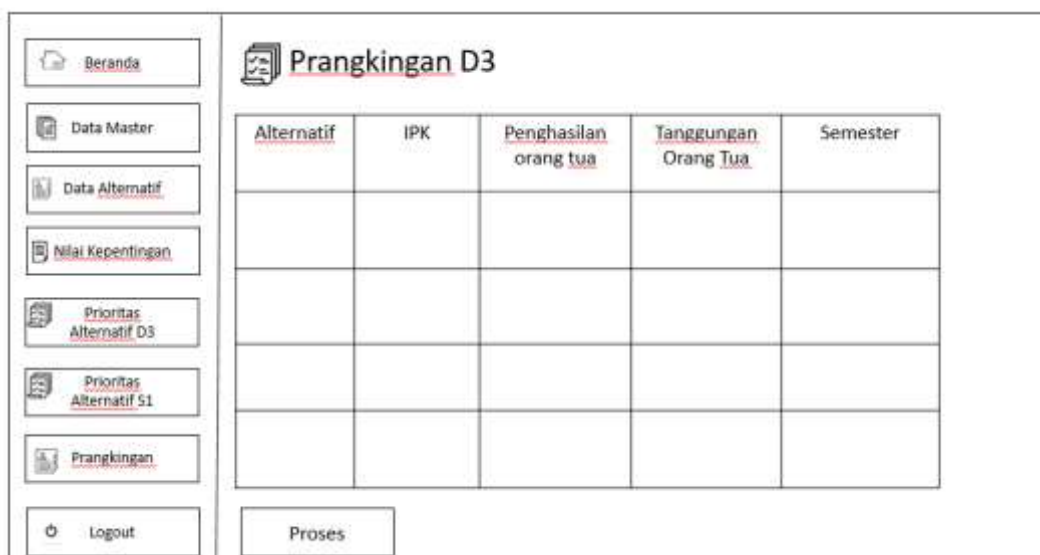 Beranda
Data Master
Data Alternatif
Nilai Kepentingan
Prioritas
Alternatif D3
Prioritas
Alternatif S1
Prangkingan
Logout
Prangkingan D3
Alternatif
IPK
Penghasilan
orang tua
Tanggungan
Orang Tua
Semester
Proses